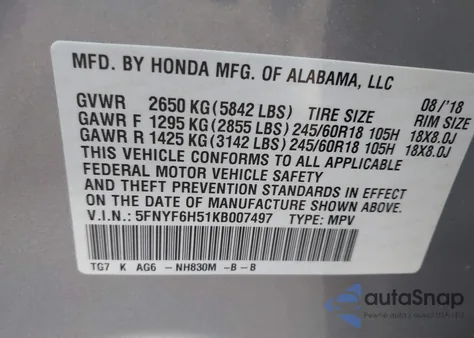 MFD. BY HONDA MFG. OF ALABAMA, LLC
08/'18
GVWR 2650 KG (5842 LBS) TIRE SIZE RIM SIZE
GAWR F 1295 KG (2855 LBS) 245/60R18 105H 18X8.0J
GAWR R 1425 KG (3142 LBS) 245/60R18 105H 18X8.0J
THIS VEHICLE CONFORMS TO ALL APPLICABLE
FEDERAL MOTOR VEHICLE SAFETY
AND THEFT PREVENTION STANDARDS IN EFFECT
ON THE DATE OF MANUFACTURE SHOWN ABOVE.
V.I.N.: 5FNYF6H51KB007497 TYPE: MPV
TG7 K AG6 -NH830M -B -B
autoSnap